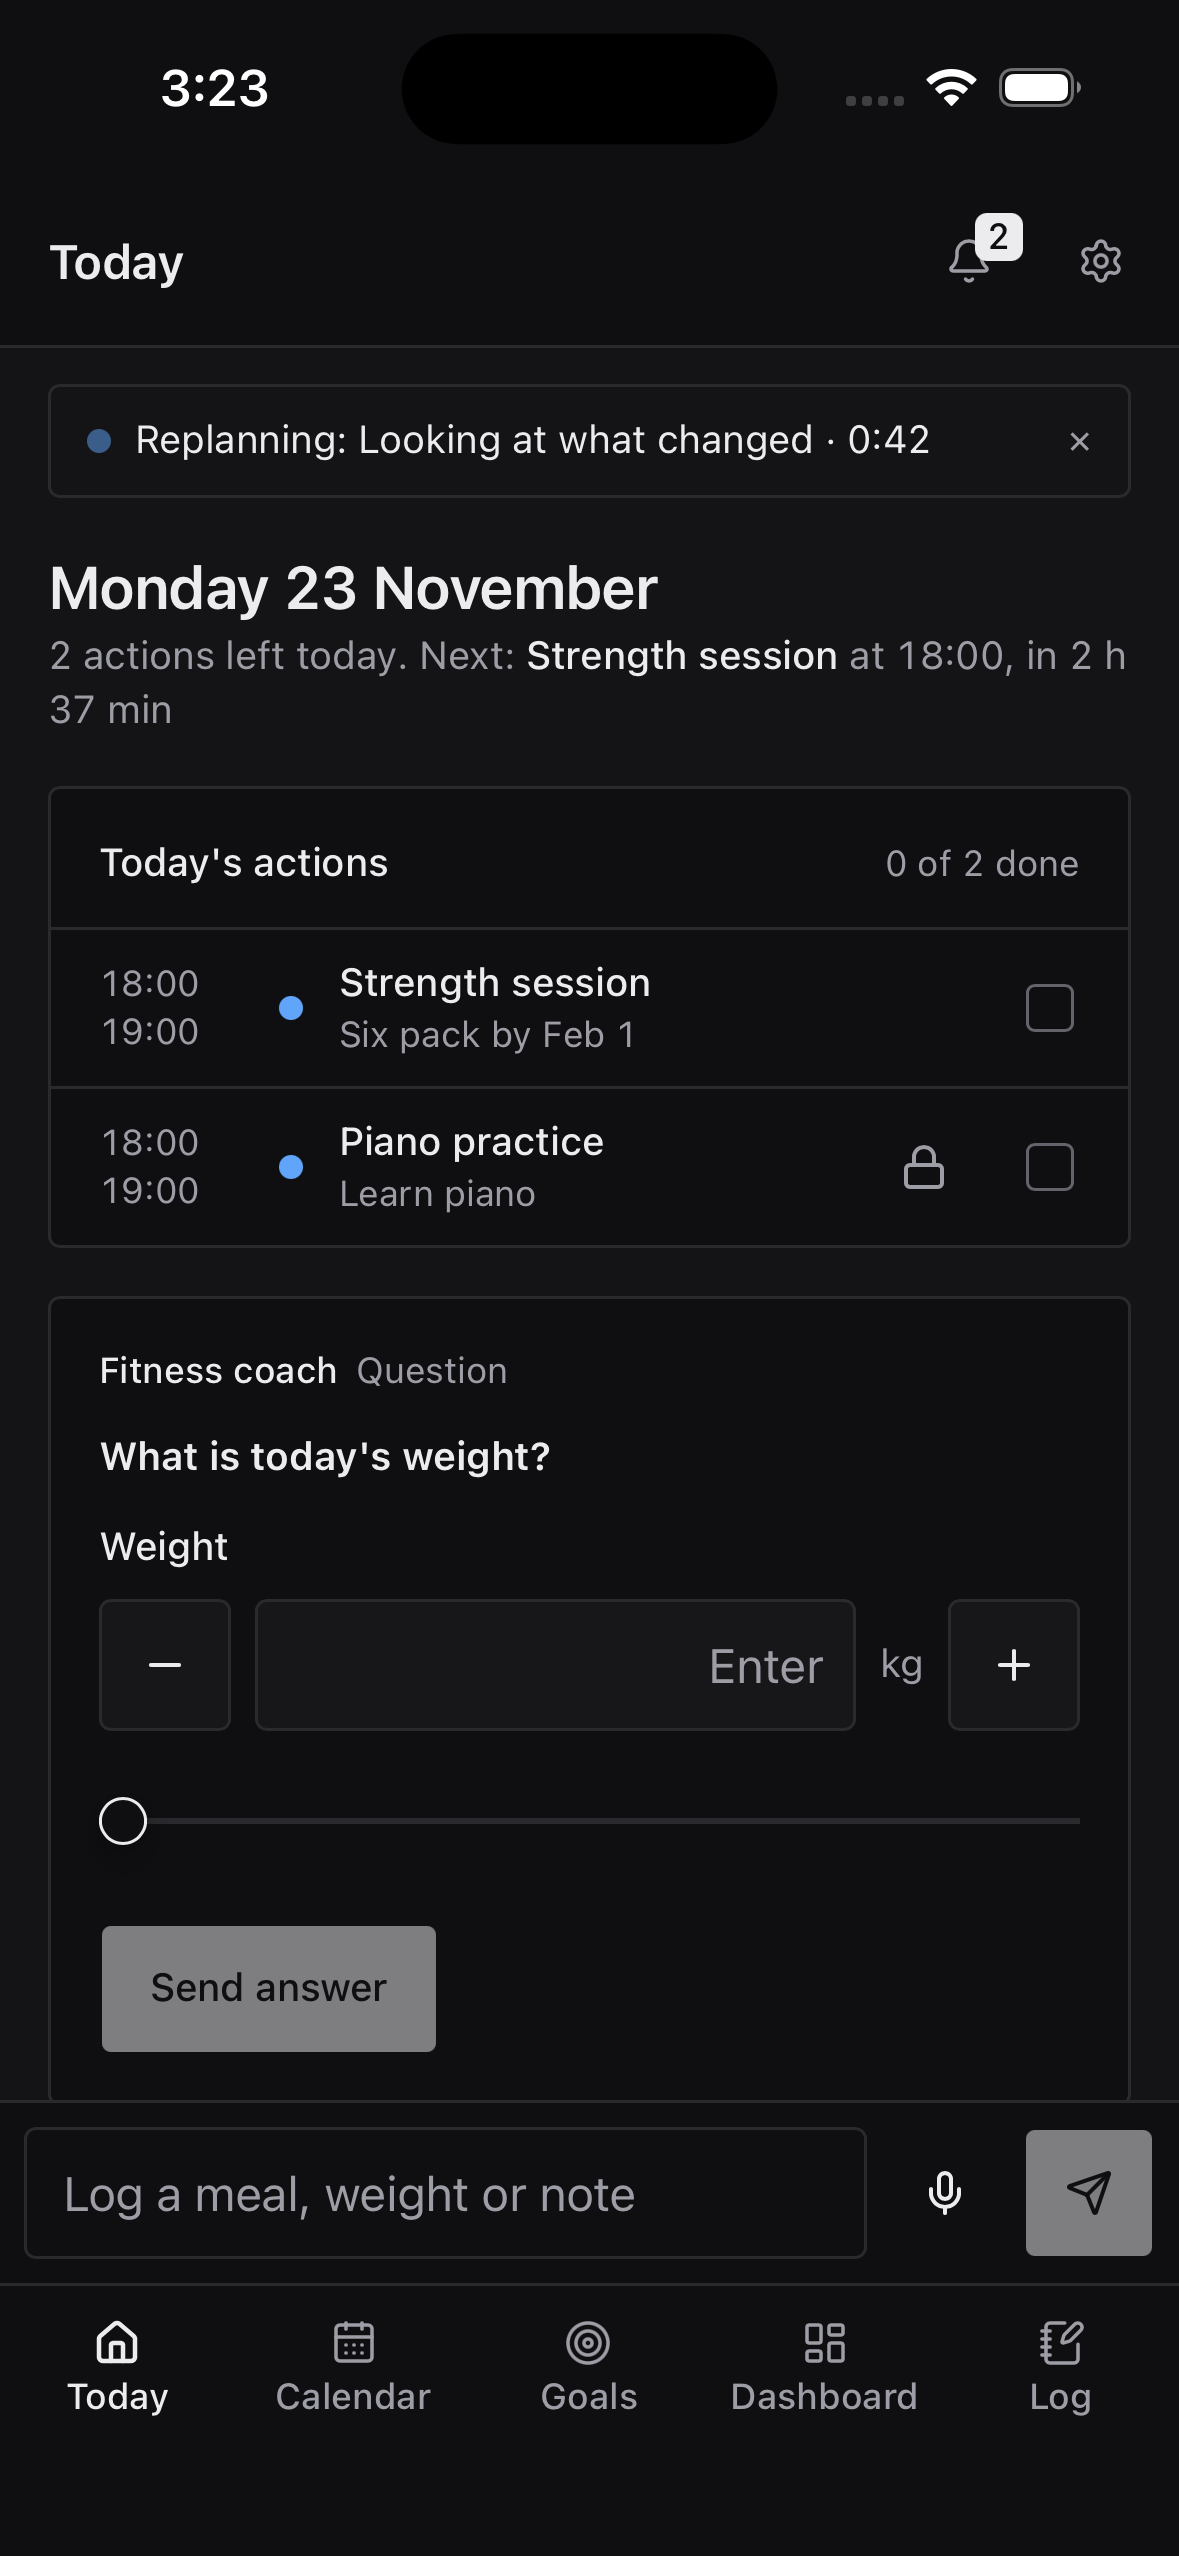 3:23
Today
2
Replanning: Looking at what changed · 0:42
×
Monday 23 November
2 actions left today. Next: Strength session at 18:00, in 2 h
37 min
Today's actions
0 of 2 done
18:00
19:00
Strength session
Six pack by Feb 1
18:00
19:00
Piano practice
Learn piano
Fitness coach Question
What is today's weight?
Weight
Enter
kg
Send answer
Log a meal, weight or note
Today
Calendar
Goals
Dashboard
Log